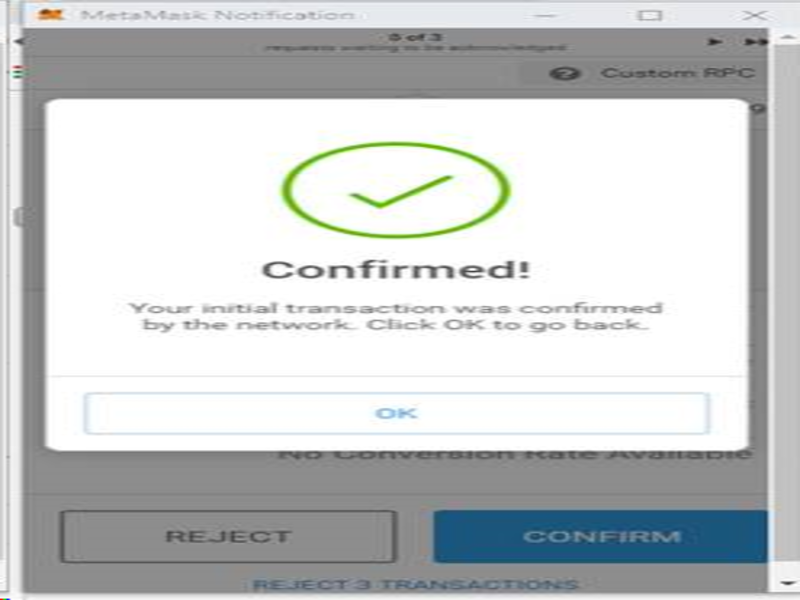 MetaMask Notification
0 of 3
requests waiting to be acknowledged
Custom RPC
Confirmed!
Your initial transaction was confirmed
by the network. Click OK to go back.
OK
No Conversion Rate Available
REJECT
CONFIRM
REJECT 3 TRANSACTIONS